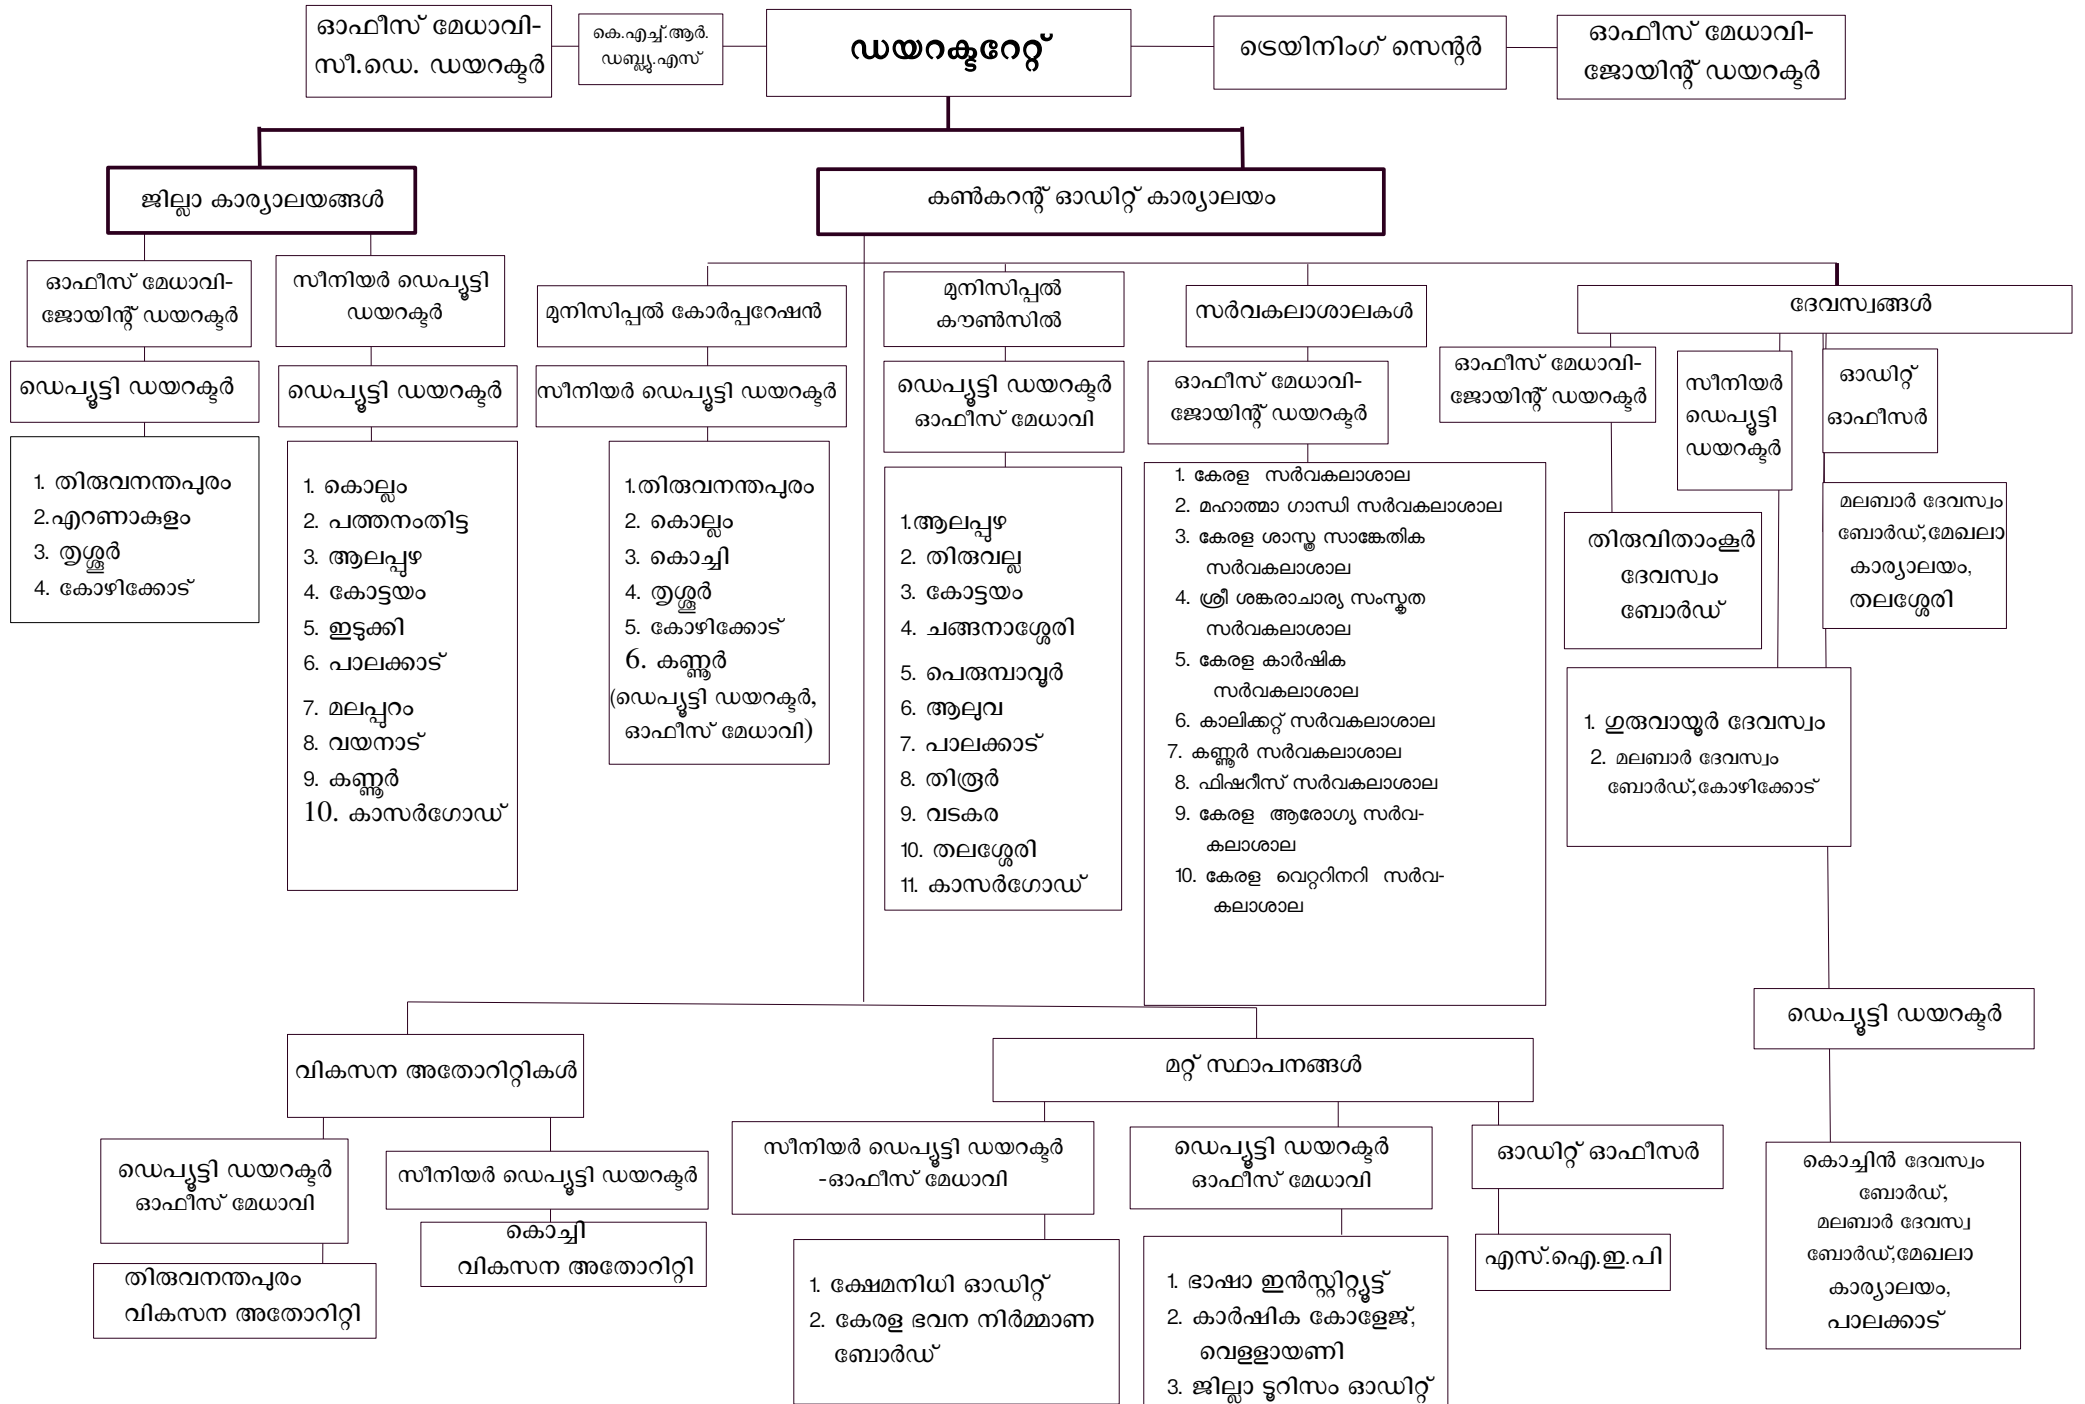 ഓഫീസ് മേധാവി-
സീ.ഡെ. ഡയറക്ടർ
കെ.എച്ച്.ആർ.
ഡബ്ല്യു.എസ്
ഡയറക്ടറേറ്റ്
ട്രെയിനിംഗ് സെന്റർ
ഓഫീസ് മേധാവി-
ജോയിന്റ് ഡയറക്ടർ
ജില്ലാ കാര്യാലയങ്ങൾ
കൺകറന്റ് ഓഡിറ്റ് കാര്യാലയം
ഓഫീസ് മേധാവി-
ജോയിന്റ് ഡയറക്ടർ
ഡെപ്യൂട്ടി ഡയറക്ടർ
1. തിരുവനന്തപുരം
2.എറണാകുളം
3. തൃശ്ശൂർ
4. കോഴിക്കോട്
സീനിയർ ഡെപ്യൂട്ടി
ഡയറക്ടർ
ഡെപ്യൂട്ടി ഡയറക്ടർ
1. കൊല്ലം
2. പത്തനംതിട്ട
3. ആലപ്പുഴ
4. കോട്ടയം
5. ഇടുക്കി
6. പാലക്കാട്
7. മലപ്പുറം
8. വയനാട്
9. കണ്ണൂർ
10. കാസർഗോഡ്
മുനിസിപ്പൽ കോർപ്പറേഷൻ
സീനിയർ ഡെപ്യൂട്ടി ഡയറക്ടർ
1.തിരുവനന്തപുരം
2. കൊല്ലം
3. കൊച്ചി
4. തൃശ്ശൂർ
5. കോഴിക്കോട്
6. കണ്ണൂർ
(ഡെപ്യൂട്ടി ഡയറക്ടർ,
ഓഫീസ് മേധാവി)
മുനിസിപ്പൽ
കൗൺസിൽ
ഡെപ്യൂട്ടി ഡയറക്ടർ
ഓഫീസ് മേധാവി
1.ആലപ്പുഴ
2. തിരുവല്ല
3. കോട്ടയം
4. ചങ്ങനാശ്ശേരി
5. പെരുമ്പാവൂർ
6. ആലുവ
7. പാലക്കാട്
8. തിരൂർ
9. വടകര
10. തലശ്ശേരി
11. കാസർഗോഡ്
സർവകലാശാലകൾ
ഓഫീസ് മേധാവി-
ജോയിന്റ് ഡയറക്ടർ
1. കേരള സർവകലാശാല
2. മഹാത്മാ ഗാന്ധി സർവകലാശാല
3. കേരള ശാസ്ത്ര സാങ്കേതിക
സർവകലാശാല
4. ശ്രീ ശങ്കരാചാര്യ സംസ്കൃത
സർവകലാശാല
5. കേരള കാർഷിക
സർവകലാശാല
6. കാലിക്കറ്റ് സർവകലാശാല
7. കണ്ണൂർ സർവകലാശാല
8. ഫിഷറീസ് സർവകലാശാല
9. കേരള ആരോഗ്യ സർവ-
കലാശാല
10. കേരള വെറ്ററിനറി സർവ-
കലാശാല
ദേവസ്വങ്ങൾ
ഓഫീസ് മേധാവി-
ജോയിന്റ് ഡയറക്ടർ
തിരുവിതാംകൂർ
ദേവസ്വം
ബോർഡ്
സീനിയർ
ഡെപ്യൂട്ടി
ഡയറക്ടർ
1. ഗുരുവായൂർ ദേവസ്വം
2. മലബാർ ദേവസ്വം
ബോർഡ്,കോഴിക്കോട്
ഓഡിറ്റ്
ഓഫീസർ
മലബാർ ദേവസ്വം
ബോർഡ്,മേഖലാ
കാര്യാലയം,
തലശ്ശേരി
ഡെപ്യൂട്ടി ഡയറക്ടർ
കൊച്ചിൻ ദേവസ്വം
ബോർഡ്,
മലബാർ ദേവസ്വ
ബോർഡ്,മേഖലാ
കാര്യാലയം,
പാലക്കാട്
വികസന അതോറിറ്റികൾ
ഡെപ്യൂട്ടി ഡയറക്ടർ
ഓഫീസ് മേധാവി
തിരുവനന്തപുരം
വികസന അതോറിറ്റി
സീനിയർ ഡെപ്യൂട്ടി ഡയറക്ടർ
കൊച്ചി
വികസന അതോറിറ്റി
മറ്റ് സ്ഥാപനങ്ങൾ
സീനിയർ ഡെപ്യൂട്ടി ഡയറക്ടർ
-ഓഫീസ് മേധാവി
1. ക്ഷേമനിധി ഓഡിറ്റ്
2. കേരള ഭവന നിർമ്മാണ
ബോർഡ്
ഡെപ്യൂട്ടി ഡയറക്ടർ
ഓഫീസ് മേധാവി
1. ഭാഷാ ഇൻസ്റ്റിറ്റ്യൂട്ട്
2. കാർഷിക കോളേജ്,
വെള്ളായണി
3. ജില്ലാ ടൂറിസം ഓഡിറ്റ്
ഓഡിറ്റ് ഓഫീസർ
എസ്.ഐ.ഇ.പി